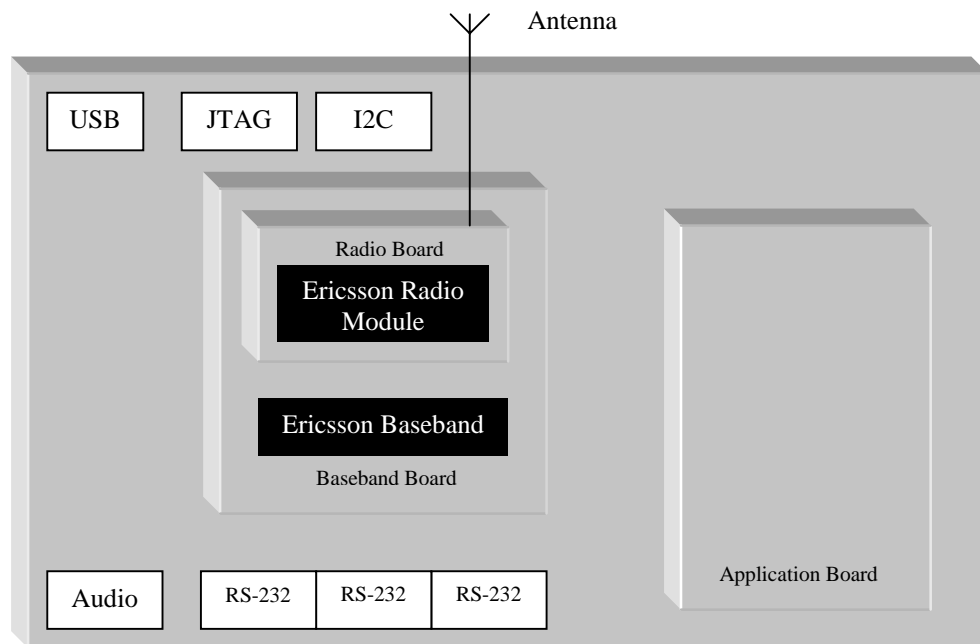 Antenna
USB
JTAG
I2C
Radio Board
Ericsson Radio
Module
Ericsson Baseband
Baseband Board
Application Board
Audio
RS-232
RS-232
RS-232